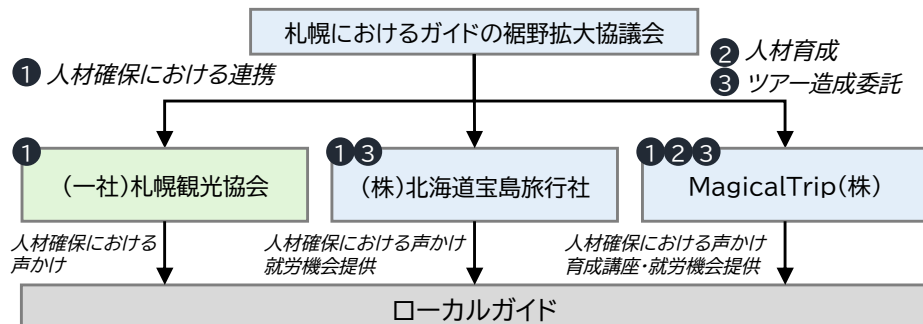 札幌におけるガイドの裾野拡大協議会
❶ 人材確保における連携
❷ 人材育成
❸ ツアー造成委託
❶
(一社)札幌観光協会
❶❸
(株)北海道宝島旅行社
❶❷❸
MagicalTrip(株)
人材確保における
声かけ
人材確保における声かけ
就労機会提供
人材確保における声かけ
育成講座・就労機会提供
ローカルガイド